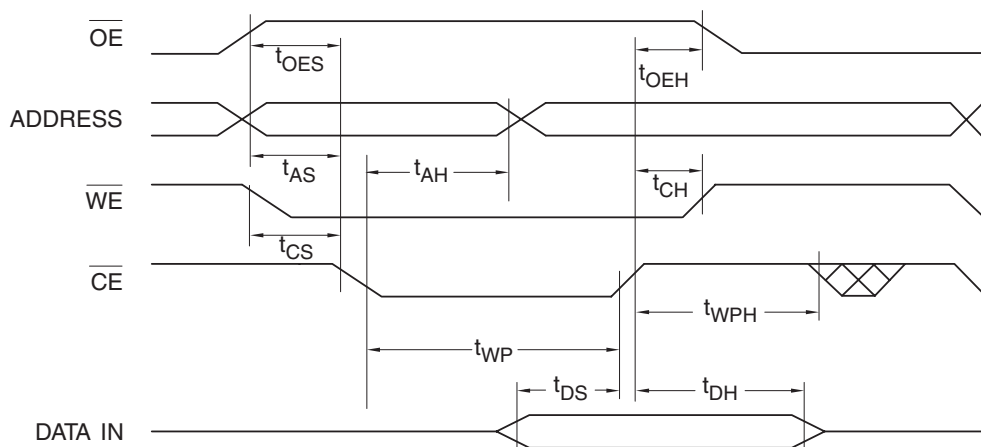 OE
tOES
tOEH
ADDRESS
tAS
tAH
tCH
WE
tCS
CE
tWPH
tWP
tDS
tDH
DATA IN